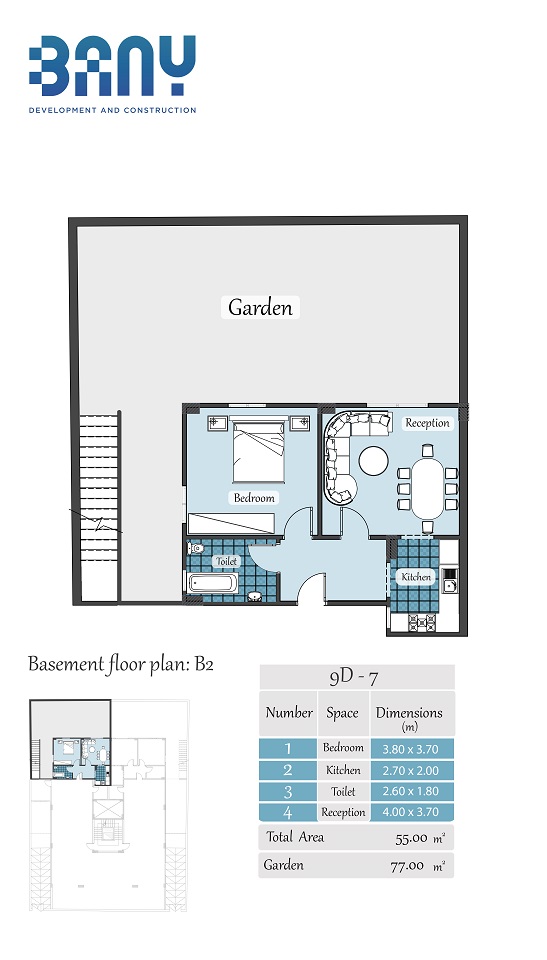 BANY
DEVELOPMENT AND CONSTRUCTION
Garden
Reception
Bedroom
Toilet
Kitchen
Basement floor plan: B2
9D - 7
Number Space Dimensions
(m)
1 Bedroom 3.80 x 3.70
2 Kitchen 2.70 x 2.00
3 Toilet 2.60 x 1.80
4 Reception 4.00 x 3.70
Total Area 55.00 m²
Garden 77.00 m²